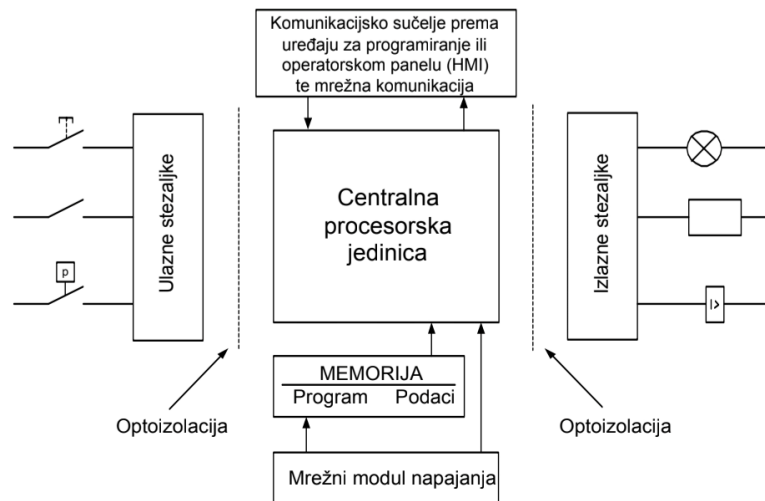 Komunikacijsko sučelje prema
uređaju za programiranje ili
operatorskom panelu (HMI)
te mrežna komunikacija
Ulazne stezaljke
p
Centralna
procesorska
jedinica
Izlazne stezaljke
I>
Optoizolacija
MEMORIJA
Program Podaci
Optoizolacija
Mrežni modul napajanja